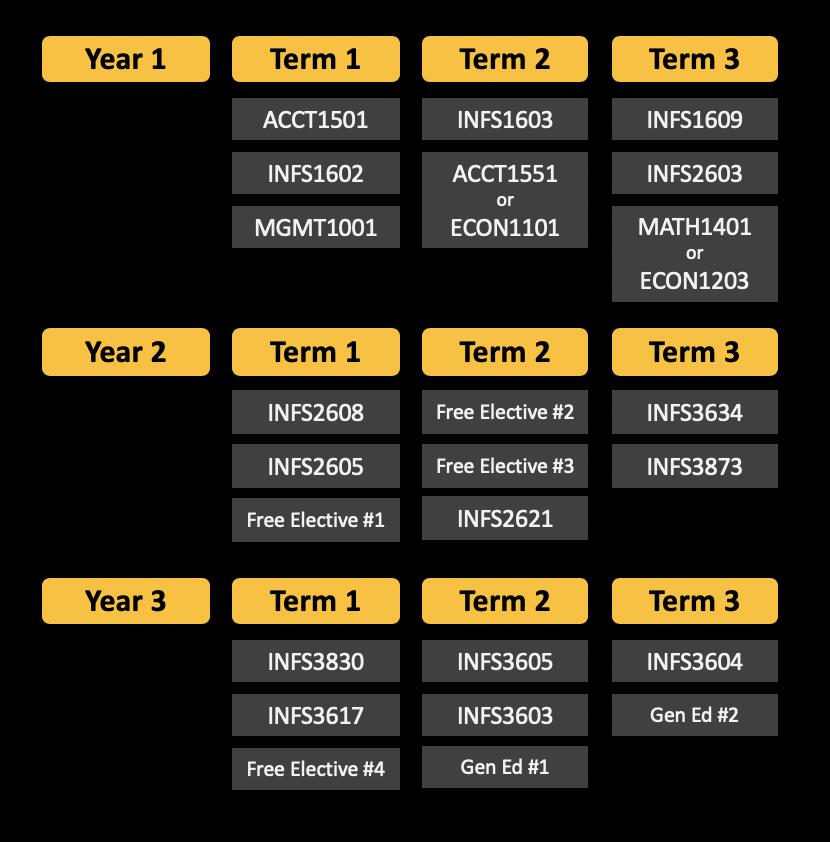 Year 1
Term 1
Term 2
Term 3
ACCT1501
INFS1603
INFS1609
INFS1602
ACCT1551
or
ECON1101
INFS2603
MGMT1001
MATH1401
or
ECON1203
Year 2
Term 1
Term 2
Term 3
INFS2608
Free Elective #2
INFS3634
INFS2605
Free Elective #3
INFS3873
Free Elective #1
INFS2621
Year 3
Term 1
Term 2
Term 3
INFS3830
INFS3605
INFS3604
INFS3617
INFS3603
Gen Ed #2
Free Elective #4
Gen Ed #1